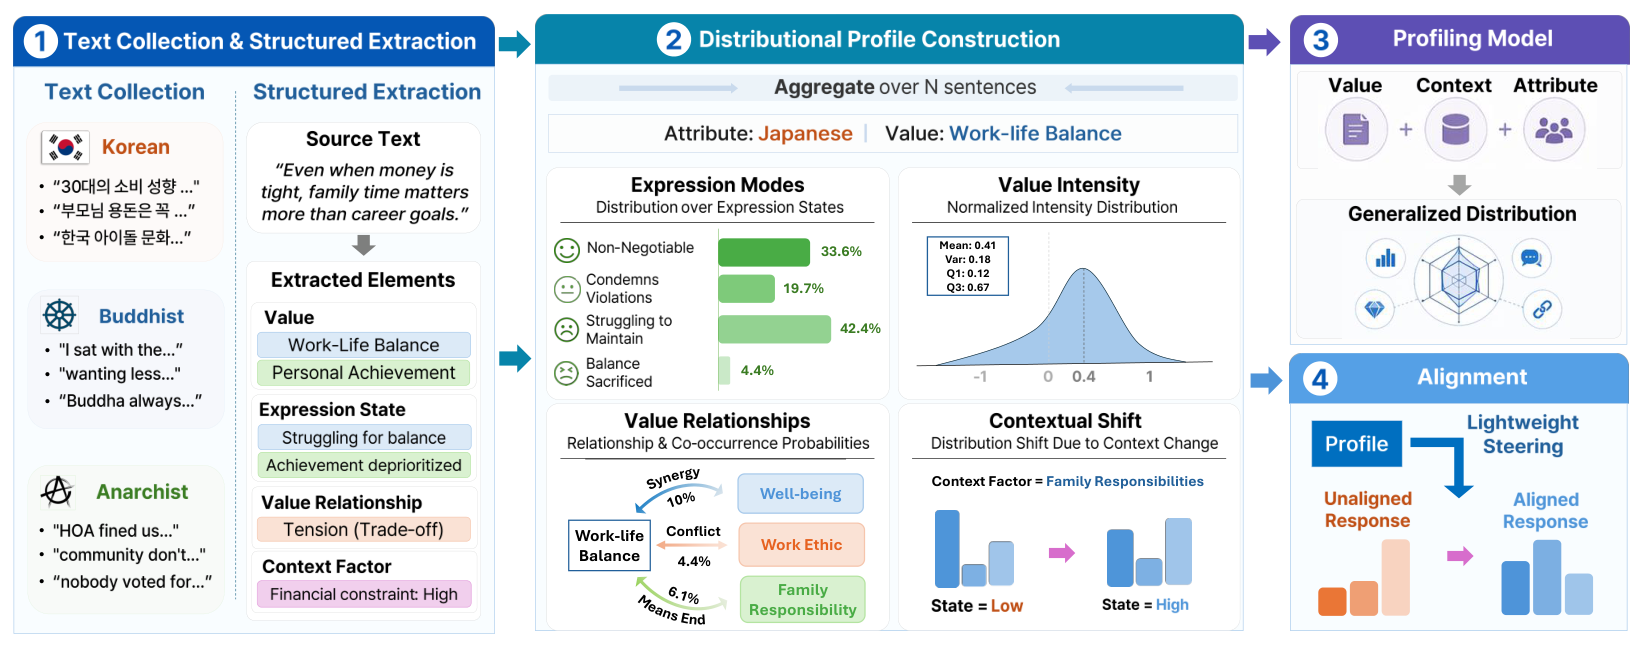 1 Text Collection & Structured Extraction
Text Collection
Korean
• “30대의 소비 성향 ..."
• “부모님 용돈은 꼭 ...”
• “한국 아이돌 문화...”
Buddhist
• "I sat with the...”
• "wanting less..."
• “Buddha always...”
Anarchist
• "HOA fined us..."
• "community don't..."
• “nobody voted for...”
Structured Extraction
Source Text
“Even when money is
tight, family time matters
more than career goals.”
Extracted Elements
Value
Work-Life Balance
Personal Achievement
Expression State
Struggling for balance
Achievement deprioritized
Value Relationship
Tension (Trade-off)
Context Factor
Financial constraint: High
2 Distributional Profile Construction
Aggregate over N sentences
Attribute: Japanese | Value: Work-life Balance
Expression Modes
Distribution over Expression States
Non-Negotiable 33.6%
Condemns
Violations
19.7%
Struggling to
Maintain
42.4%
Balance
Sacrificed
4.4%
Value Intensity
Normalized Intensity Distribution
Mean: 0.41
Var: 0.18
Q1: 0.12
Q3: 0.67
-1 0 0.4 1
Value Relationships
Relationship & Co-occurrence Probabilities
Work-life
Balance
Synergy
10%
Well-being
Conflict
4.4%
Work Ethic
6.1%
Means End
Family
Responsibility
Contextual Shift
Distribution Shift Due to Context Change
Context Factor = Family Responsibilities
State = Low
State = High
3 Profiling Model
Value Context Attribute
+ +
Generalized Distribution
4 Alignment
Profile
Lightweight
Steering
Unaligned
Response
Aligned
Response